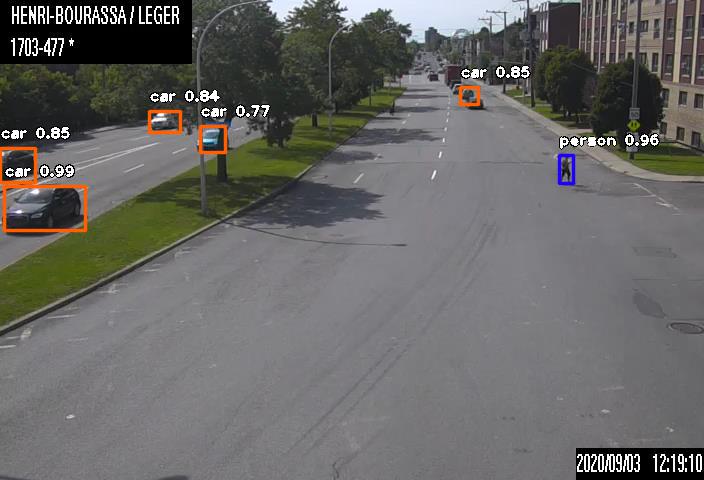 HENRI-BOURASSA / LEGER
1703-477 *
car 0.85
car 0.84
car 0.77
car 0.85
person 0.96
car 0.99
2020/09/03 12:19:10